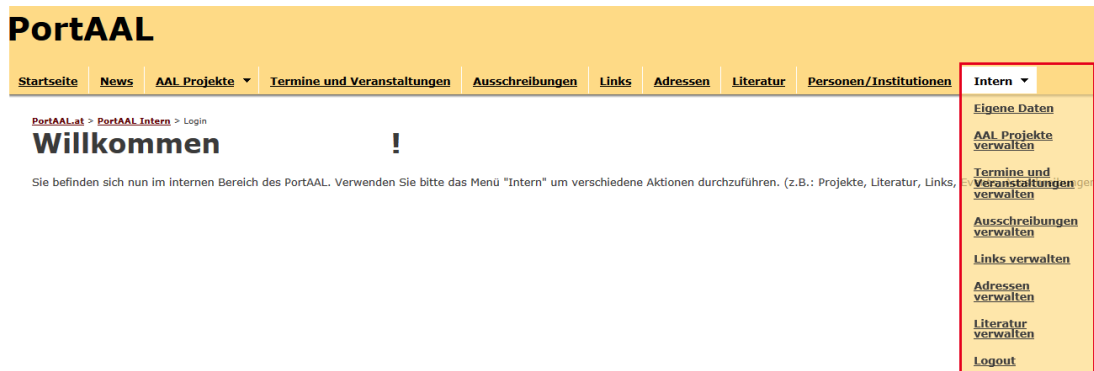 PortAAL
Startseite News AAL Projekte Termine und Veranstaltungen Ausschreibungen Links Adressen Literatur Personen/Institutionen Intern
PortAAL.at > PortAAL Intern > Login
Willkommen !
Sie befinden sich nun im internen Bereich des PortAAL. Verwenden Sie bitte das Menü "Intern" um verschiedene Aktionen durchzuführen. (z.B.: Projekte, Literatur, Links,
Eigene Daten
AAL Projekte
verwalten
Termine und
Veranstaltungen
verwalten
Ausschreibungen
verwalten
Links verwalten
Adressen
verwalten
Literatur
verwalten
Logout